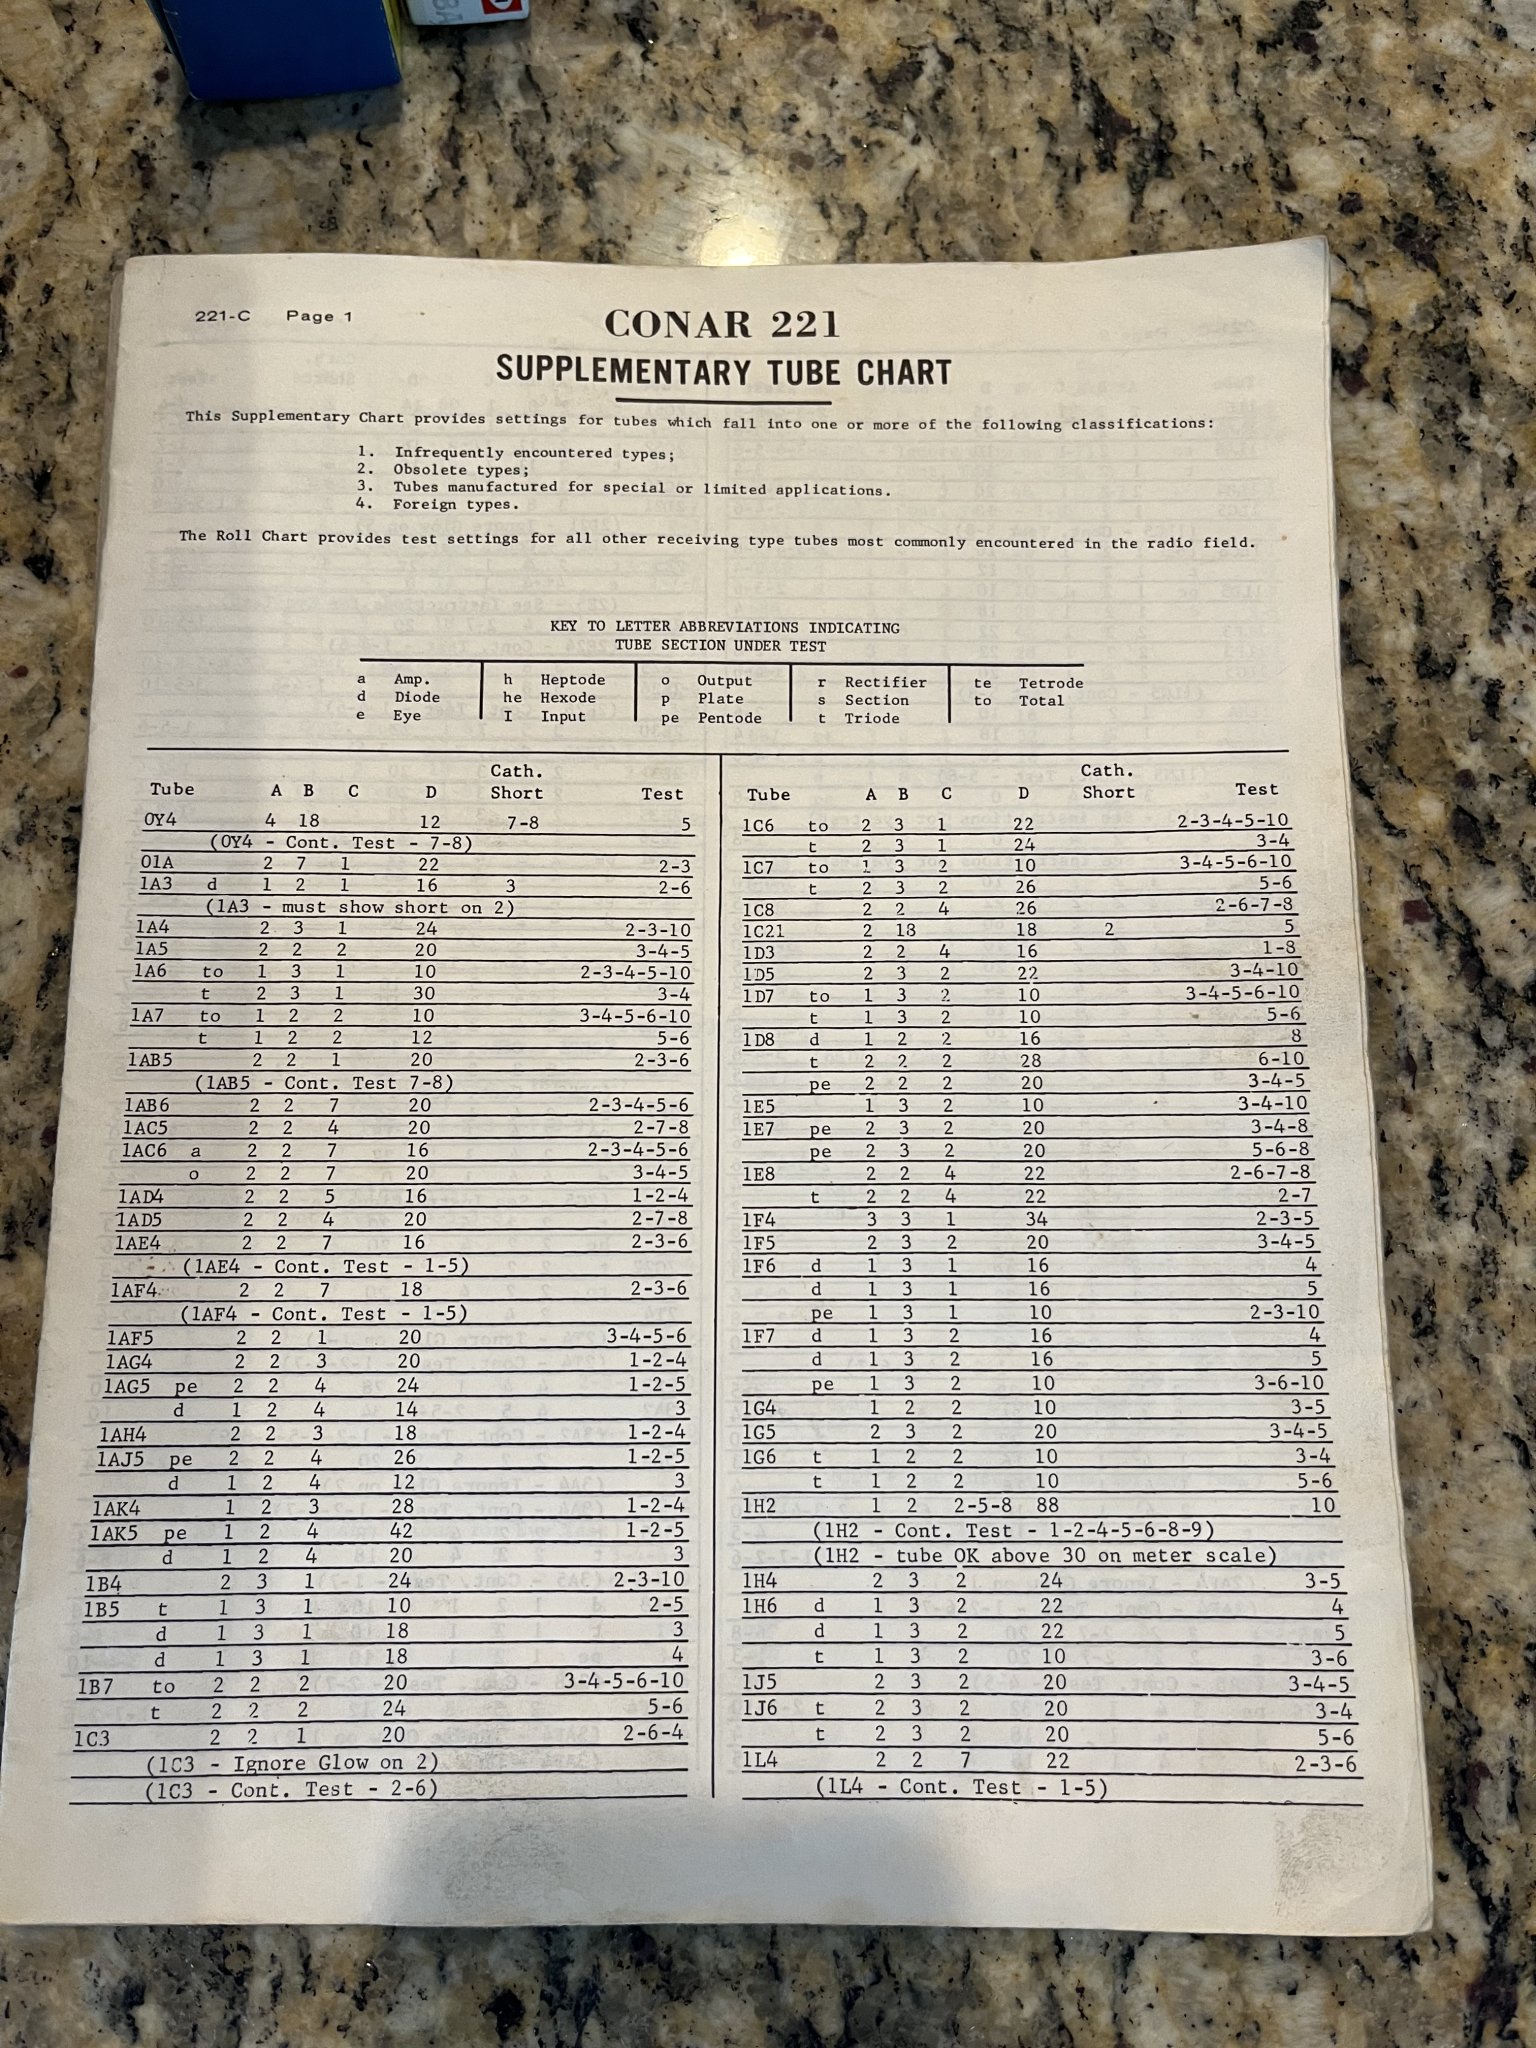 221-C Page 1
CONAR 221
SUPPLEMENTARY TUBE CHART
This Supplementary Chart provides settings for tubes which fall into one or more of the following classifications:
1. Infrequently encountered types;
2. Obsolete types;
3. Tubes manufactured for special or limited applications.
4. Foreign types.
The Roll Chart provides test settings for all other receiving type tubes most commonly encountered in the radio field.
KEY TO LETTER ABBREVIATIONS INDICATING
TUBE SECTION UNDER TEST
a Amp. h Heptode o Output r Rectifier te Tetrode
d Diode he Hexode p Plate s Section to Total
e Eye I Input pe Pentode t Triode
Cath.
Tube A B C D Short Test
OY4 4 18 12 7-8 5
(OY4 - Cont. Test - 7-8)
01A 2 7 1 22 2-3
1A3 d 1 2 1 16 3 2-6
(1A3 - must show short on 2)
1A4 2 3 1 24 2-3-10
1A5 2 2 2 20 3-4-5
1A6 to 1 3 1 10 2-3-4-5-10
t 2 3 1 30 3-4
1A7 to 1 2 2 10 3-4-5-6-10
t 1 2 2 12 5-6
1AB5 2 2 1 20 2-3-6
(1AB5 - Cont. Test 7-8)
1AB6 2 2 7 20 2-3-4-5-6
1AC5 2 2 4 20 2-7-8
1AC6 a 2 2 7 16 2-3-4-5-6
o 2 2 7 20 3-4-5
1AD4 2 2 5 16 1-2-4
1AD5 2 2 4 20 2-7-8
1AE4 2 2 7 16 2-3-6
(1AE4 - Cont. Test - 1-5)
1AF4 2 2 7 18 2-3-6
(1AF4 - Cont. Test - 1-5)
1AF5 2 2 1 20 3-4-5-6
1AG4 2 2 3 20 1-2-4
1AG5 pe 2 2 4 24 1-2-5
d 1 2 4 14 3
1AH4 2 2 3 18 1-2-4
1AJ5 pe 2 2 4 26 1-2-5
d 1 2 4 12 3
1AK4 1 2 3 28 1-2-4
1AK5 pe 1 2 4 42 1-2-5
d 1 2 4 20 3
1B4 2 3 1 24 2-3-10
1B5 t 1 3 1 10 2-5
d 1 3 1 18 3
d 1 3 1 18 4
1B7 to 2 2 2 20 3-4-5-6-10
t 2 2 2 24 5-6
1C3 2 2 1 20 2-6-4
(1C3 - Ignore Glow on 2)
(1C3 - Cont. Test - 2-6)
Cath.
Tube A B C D Short Test
1C6 to 2 3 1 22 2-3-4-5-10
t 2 3 1 24 3-4
1C7 to 1 3 2 10 3-4-5-6-10
t 2 3 2 26 5-6
1C8 2 2 4 26 2-6-7-8
1C21 2 18 18 2 5
1D3 2 2 4 16 1-8
1D5 2 3 2 22 3-4-10
1D7 to 1 3 2 10 3-4-5-6-10
t 1 3 2 10 5-6
1D8 d 1 2 2 16 8
t 2 2 2 28 6-10
pe 2 2 2 20 3-4-5
1E5 1 3 2 10 3-4-10
1E7 pe 2 3 2 20 3-4-8
pe 2 3 2 20 5-6-8
1E8 2 2 4 22 2-6-7-8
t 2 2 4 22 2-7
1F4 3 3 1 34 2-3-5
1F5 2 3 2 20 3-4-5
1F6 d 1 3 1 16 4
d 1 3 1 16 5
pe 1 3 1 10 2-3-10
1F7 d 1 3 2 16 4
d 1 3 2 16 5
pe 1 3 2 10 3-6-10
1G4 1 2 2 10 3-5
1G5 2 3 2 20 3-4-5
1G6 t 1 2 2 10 3-4
t 1 2 2 10 5-6
1H2 1 2 2-5-8 88 10
(1H2 - Cont. Test - 1-2-4-5-6-8-9)
(1H2 - tube OK above 30 on meter scale)
1H4 2 3 2 24 3-5
1H6 d 1 3 2 22 4
d 1 3 2 22 5
t 1 3 2 10 3-6
1J5 2 3 2 20 3-4-5
1J6 t 2 3 2 20 3-4
t 2 3 2 20 5-6
1L4 2 2 7 22 2-3-6
(1L4 - Cont. Test - 1-5)